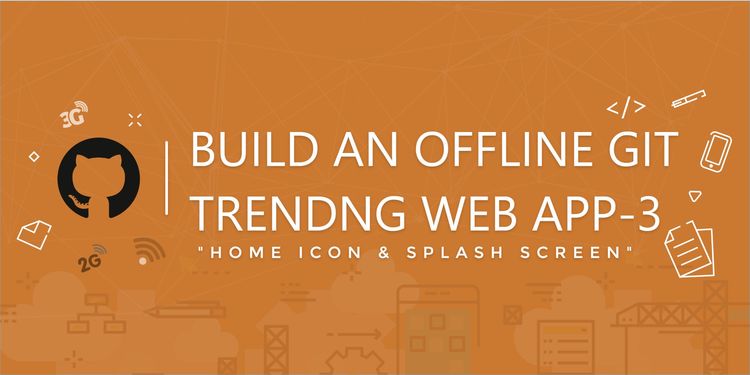 3G
BUILD AN OFFLINE GIT
</>
TRENDNG WEB APP-3
"HOME ICON & SPLASH SCREEN"
2G